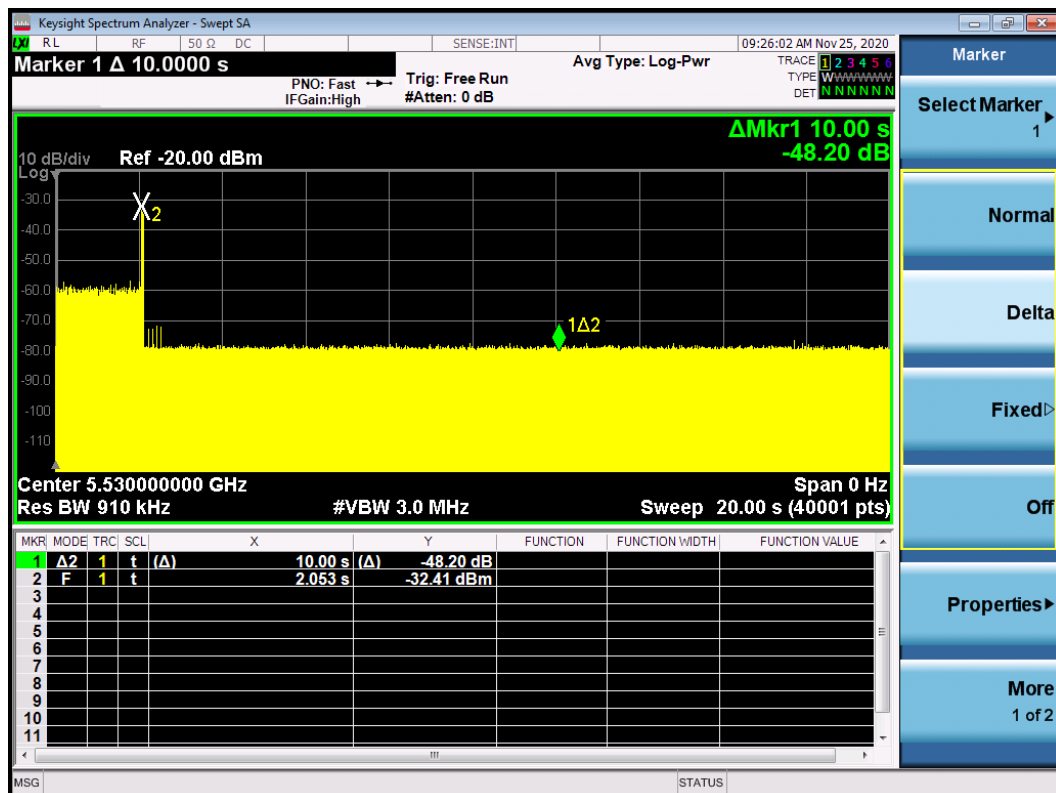 Keysight Spectrum Analyzer - Swept SA
LXI RL RF 50 Ω DC SENSE:INT 09:26:02 AM Nov 25, 2020
Marker 1 Δ 10.0000 s
PNO: Fast
IFGain:High
Trig: Free Run
#Atten: 0 dB
Avg Type: Log-Pwr
TRACE 1 2 3 4 5 6
TYPE WWWWWW
DET N N N N N N
ΔMkr1 10.00 s
-48.20 dB
10 dB/div Ref -20.00 dBm
Log
-30.0
-40.0
-50.0
-60.0
-70.0
-80.0
-90.0
-100
-110
2
1Δ2
Center 5.530000000 GHz Span 0 Hz
Res BW 910 kHz #VBW 3.0 MHz Sweep 20.00 s (40001 pts)
MKR MODE TRC SCL X Y FUNCTION FUNCTION WIDTH FUNCTION VALUE
1 Δ2 1 t (Δ) 10.00 s (Δ) -48.20 dB
2 F 1 t 2.053 s -32.41 dBm
3
4
5
6
7
8
9
10
11
MSG STATUS
Marker
Select Marker
1
Normal
Delta
Fixed
Off
Properties
More
1 of 2